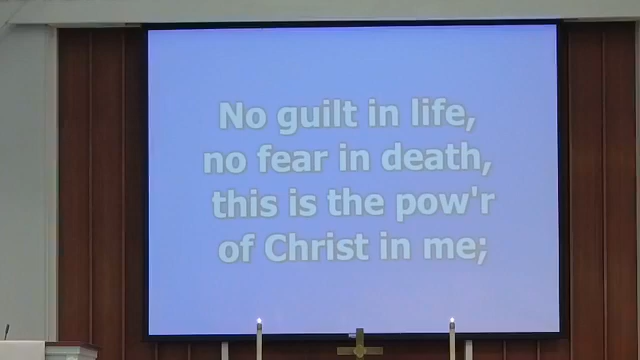 No guilt in life,
no fear in death,
this is the pow'r
of Christ in me;